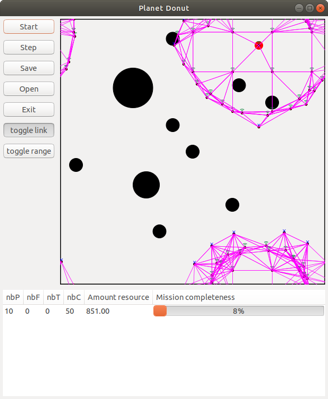 Planet Donut
Start
Step
Save
Open
Exit
toggle link
toggle range
nbP nbF nbT nbC Amount resource Mission completeness
10 0 0 50 851.00 8%